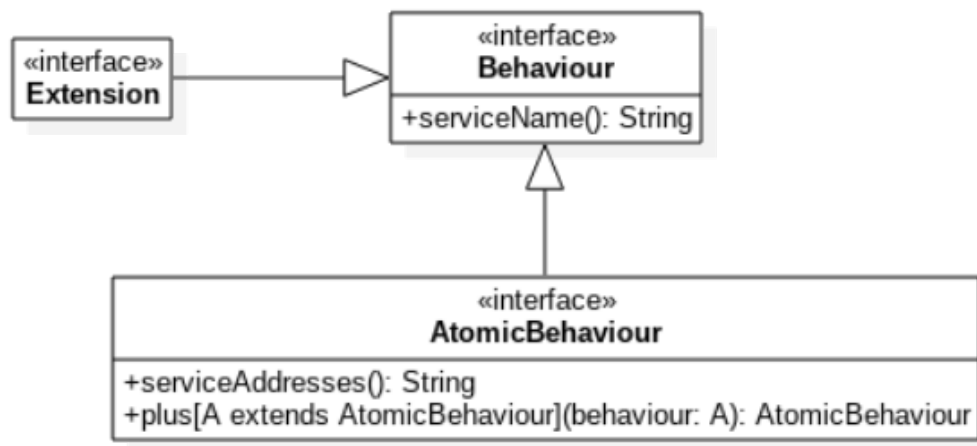 «interface»
Extension
«interface»
Behaviour
+serviceName(): String
«interface»
AtomicBehaviour
+serviceAddresses(): String
+plus[A extends AtomicBehaviour](behaviour: A): AtomicBehaviour